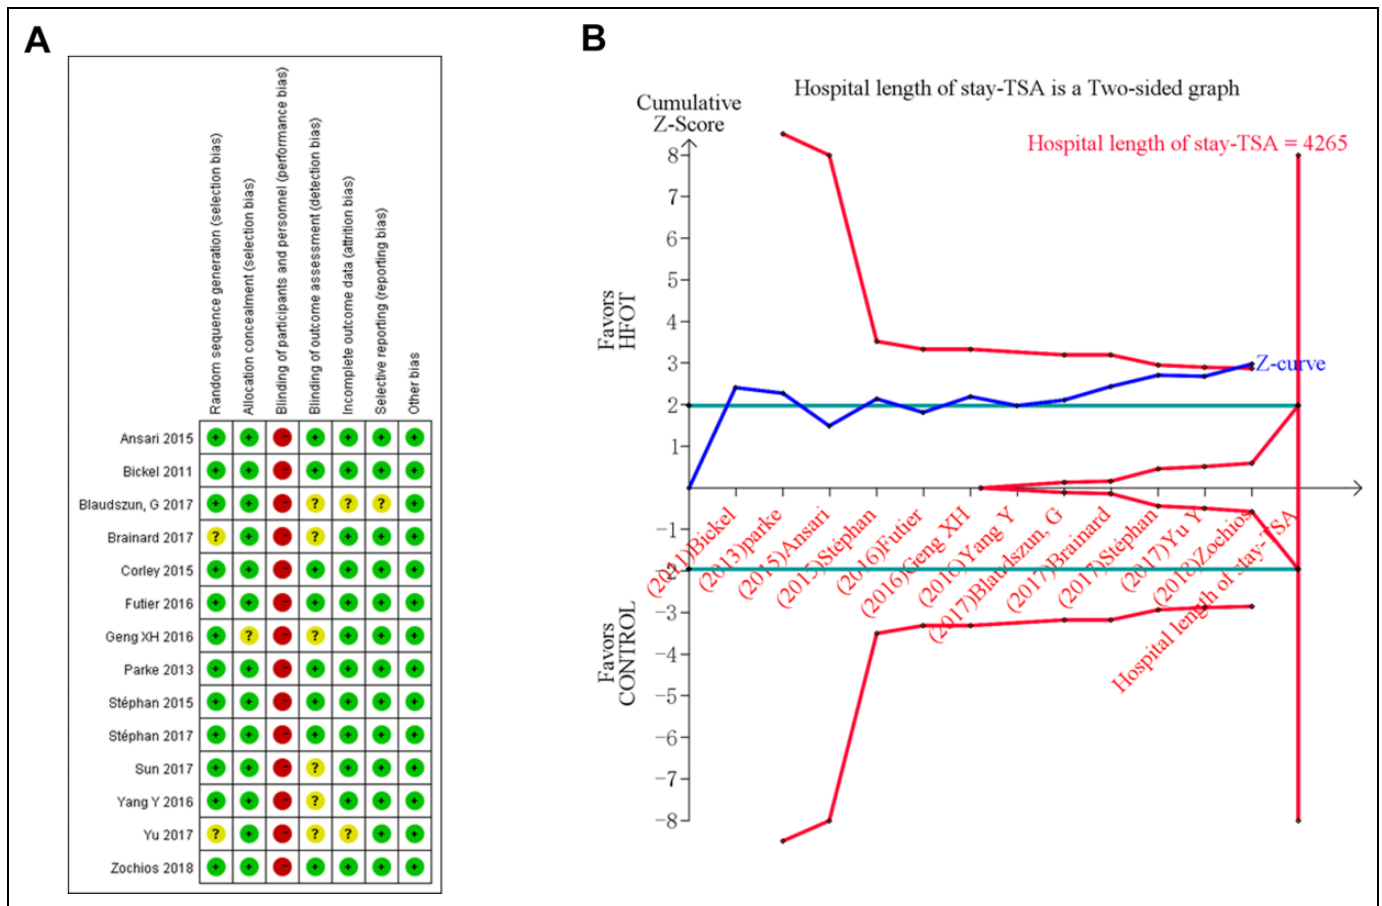 A
Random sequence generation (selection bias)
Allocation concealment (selection bias)
Blinding of participants and personnel (performance bias)
Blinding of outcome assessment (detection bias)
Incomplete outcome data (attrition bias)
Selective reporting (reporting bias)
Other bias
Ansari 2015 + + - + + + +
Bickel 2011 + + - + + + +
Blaudszun, G 2017 + + - ? ? ? +
Brainard 2017 ? + - ? + + +
Corley 2015 + + - + + + +
Futier 2016 + + - + + + +
Geng XH 2016 + ? - ? + + +
Parke 2013 + + - + + + +
Stéphan 2015 + + - + + + +
Stéphan 2017 + + - + + + +
Sun 2017 + + - ? + + +
Yang Y 2016 + + - ? + + +
Yu 2017 ? + - ? ? + +
Zochios 2018 + + - + + + +
B
Hospital length of stay-TSA is a Two-sided graph
Cumulative
Z-Score
Hospital length of stay-TSA = 4265
8
7
6
5
4
3
2
1
−1
−2
−3
−4
−5
−6
−7
−8
Favors
HFOT
Favors
CONTROL
Z-curve
(2011)Bickel
(2013)parke
(2015)Ansari
(2015)Stéphan
(2016)Futier
(2016)Geng XH
(2016)Yang Y
(2017)Blaudszun, G
(2017)Brainard
(2017)Stéphan
(2017)Yu Y
(2018)Zochios
Hospital length of stay-TSA